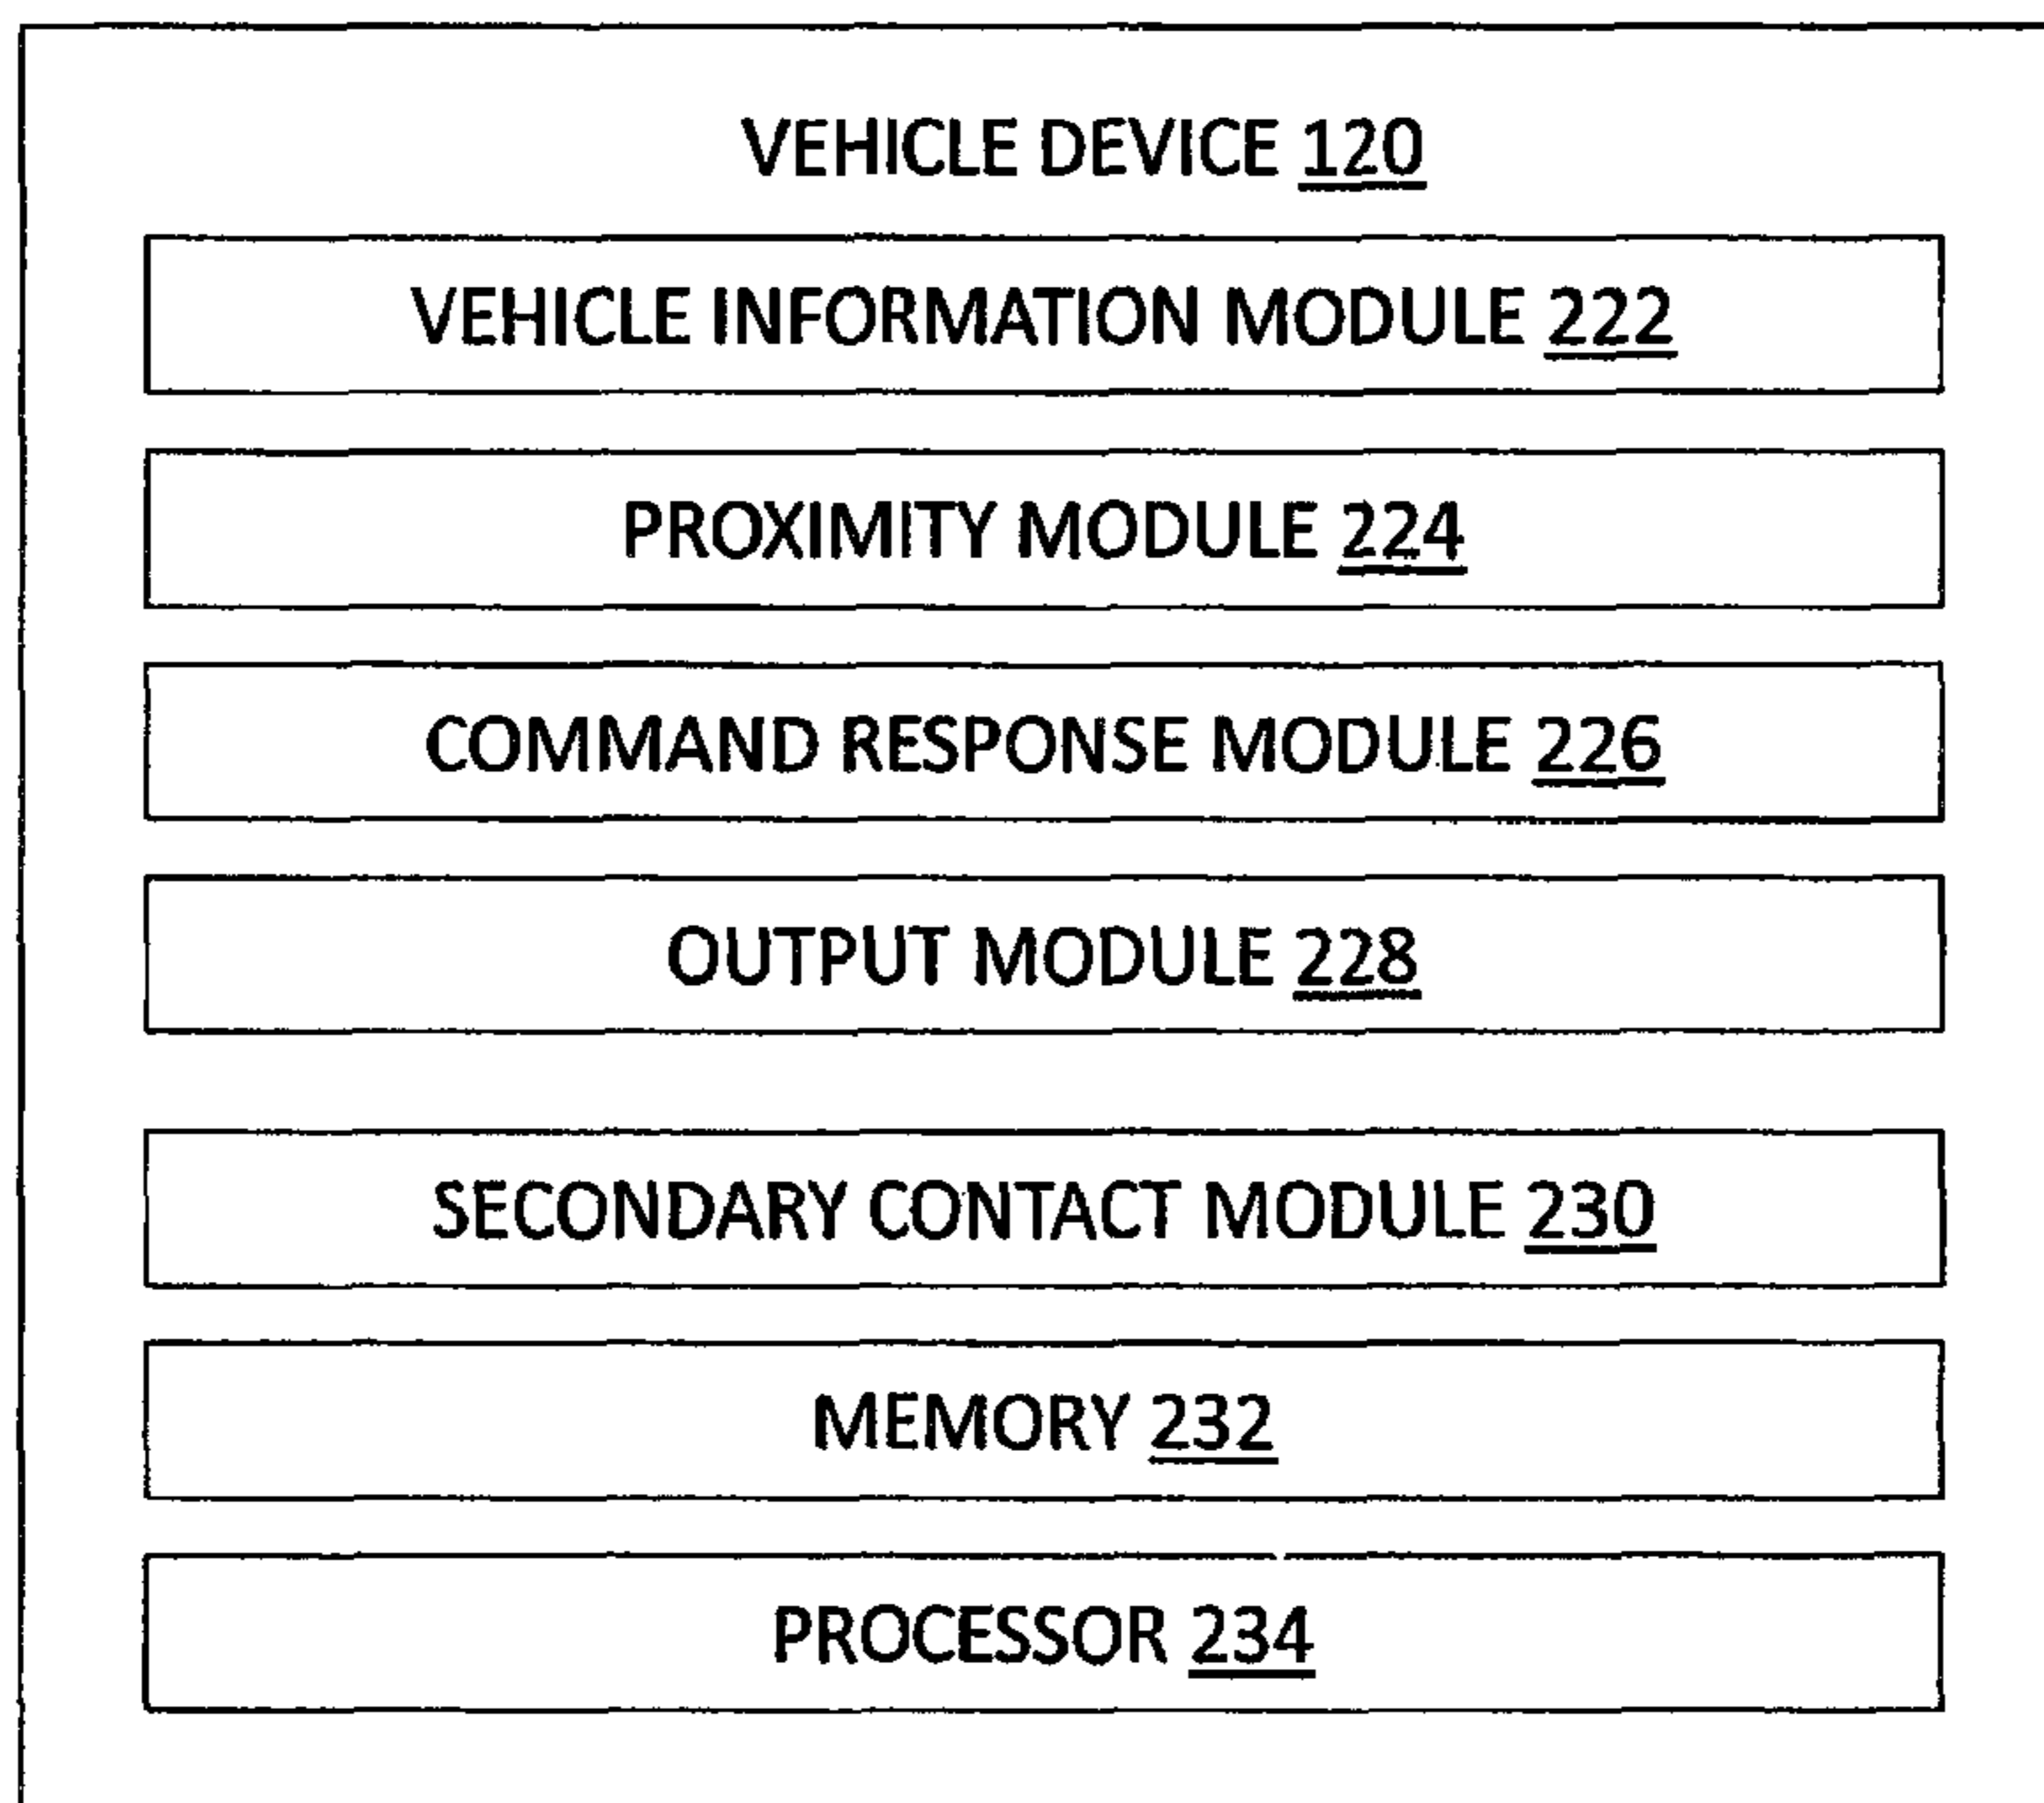 VEHICLE DEVICE 120
VEHICLE INFORMATION MODULE 222
PROXIMITY MODULE 224
COMMAND RESPONSE MODULE 226
OUTPUT MODULE 228
SECONDARY CONTACT MODULE 230
MEMORY 232
PROCESSOR 234